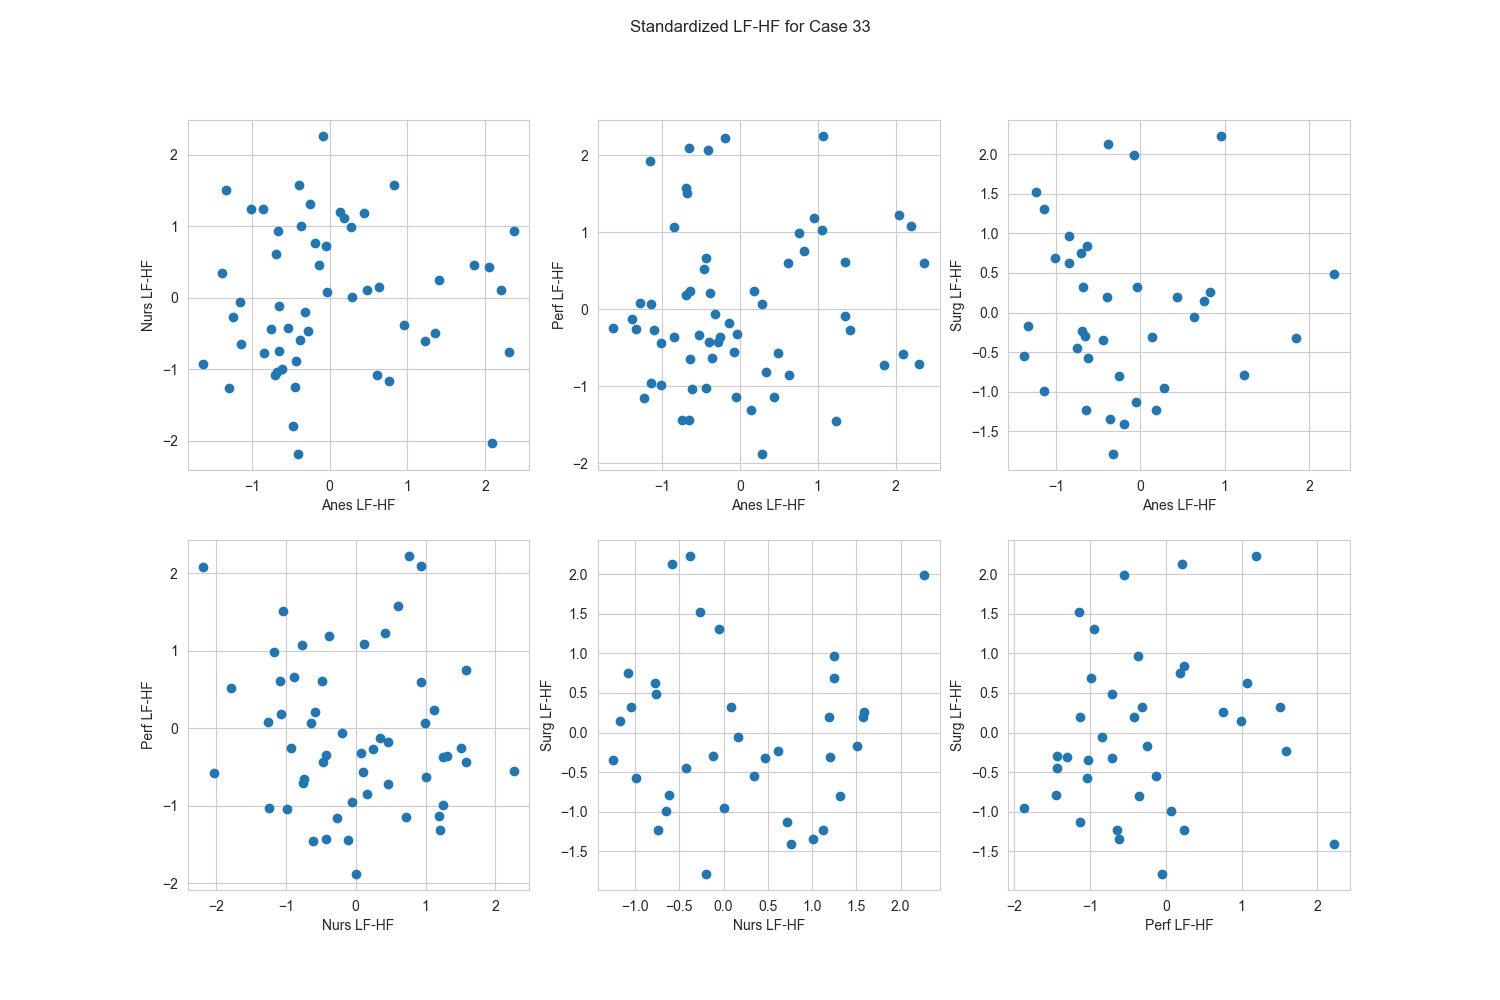 Standardized LF-HF for Case 33
2
1
0
−1
−2
Nurs LF-HF
−1 0 1 2
Anes LF-HF
2
1
0
−1
−2
Perf LF-HF
−1 0 1 2
Anes LF-HF
2.0
1.5
1.0
0.5
0.0
−0.5
−1.0
−1.5
Surg LF-HF
−1 0 1 2
Anes LF-HF
2
1
0
−1
−2
Perf LF-HF
−2 −1 0 1 2
Nurs LF-HF
2.0
1.5
1.0
0.5
0.0
−0.5
−1.0
−1.5
Surg LF-HF
−1.0 −0.5 0.0 0.5 1.0 1.5 2.0
Nurs LF-HF
2.0
1.5
1.0
0.5
0.0
−0.5
−1.0
−1.5
Surg LF-HF
−2 −1 0 1 2
Perf LF-HF